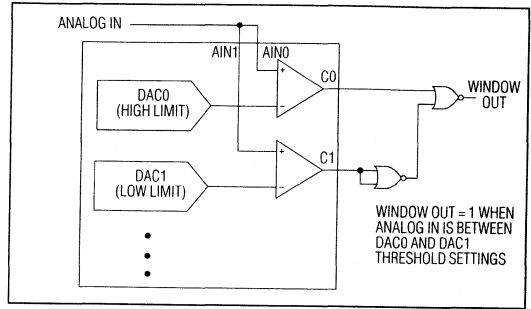 ANALOG IN
AIN1 AIN0
C0
DAC0
(HIGH LIMIT)
+
-
WINDOW
OUT
C1
DAC1
(LOW LIMIT)
+
-
WINDOW OUT = 1 WHEN
ANALOG IN IS BETWEEN
DAC0 AND DAC1
THRESHOLD SETTINGS